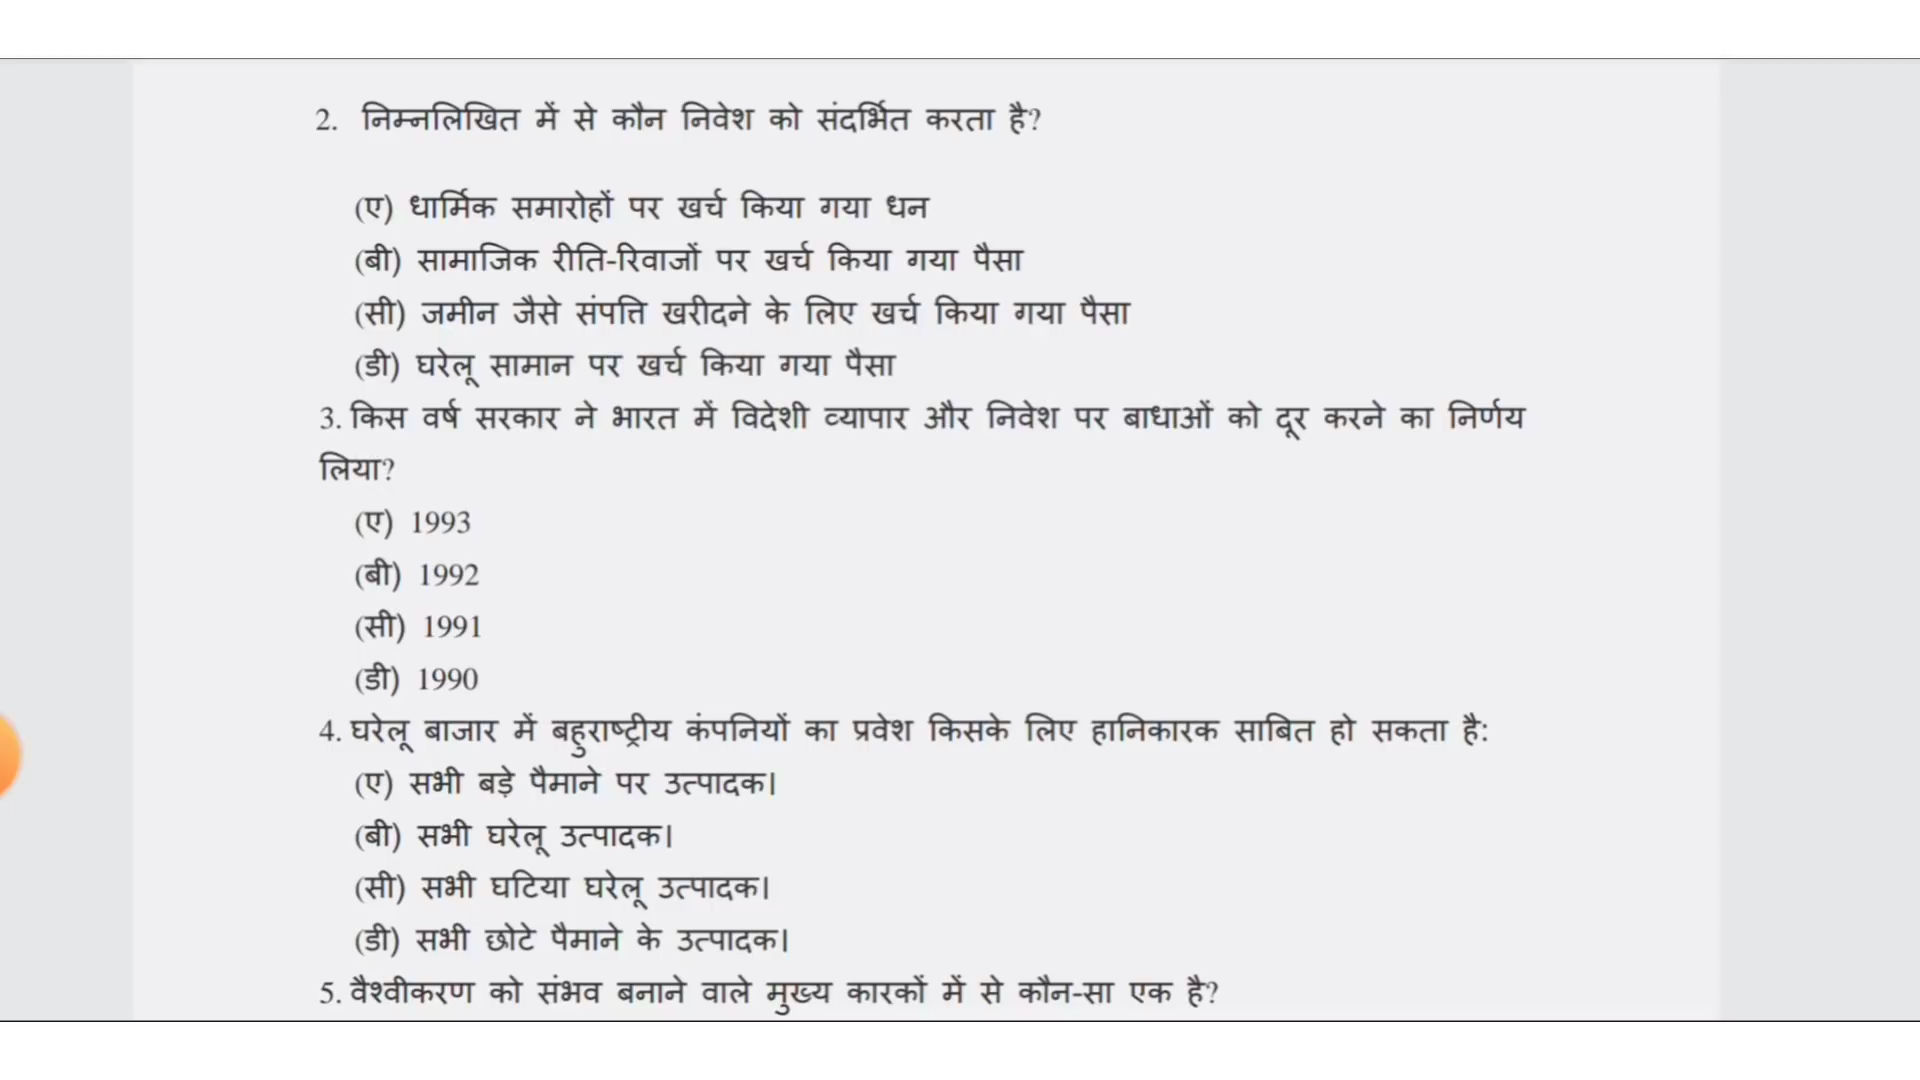 2. निम्नलिखित में से कौन निवेश को संदर्भित करता है?
(ए) धार्मिक समारोहों पर खर्च किया गया धन
(बी) सामाजिक रीति-रिवाजों पर खर्च किया गया पैसा
(सी) जमीन जैसे संपत्ति खरीदने के लिए खर्च किया गया पैसा
(डी) घरेलू सामान पर खर्च किया गया पैसा
3. किस वर्ष सरकार ने भारत में विदेशी व्यापार और निवेश पर बाधाओं को दूर करने का निर्णय
लिया?
(ए) 1993
(बी) 1992
(सी) 1991
(डी) 1990
4. घरेलू बाजार में बहुराष्ट्रीय कंपनियों का प्रवेश किसके लिए हानिकारक साबित हो सकता है:
(ए) सभी बड़े पैमाने पर उत्पादक।
(बी) सभी घरेलू उत्पादक।
(सी) सभी घटिया घरेलू उत्पादक।
(डी) सभी छोटे पैमाने के उत्पादक।
5. वैश्वीकरण को संभव बनाने वाले मुख्य कारकों में से कौन-सा एक है?